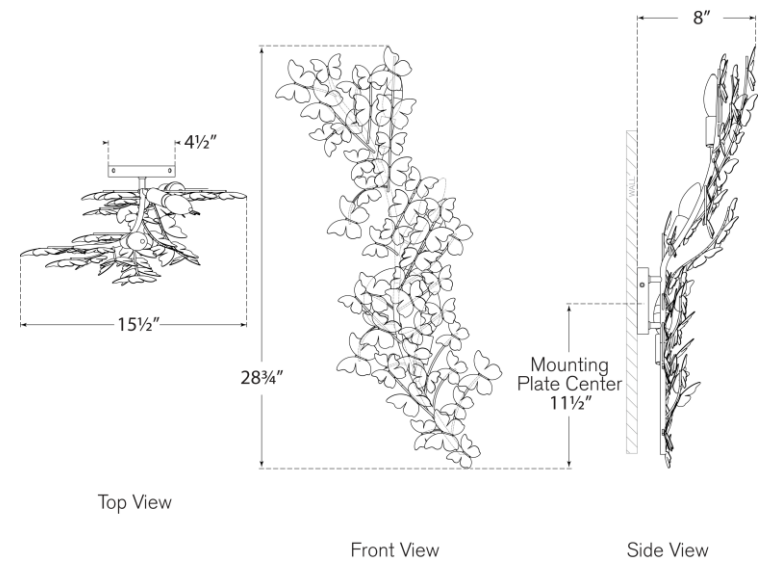 8”
4½”
WALL
15½”
28¾”
Mounting
Plate Center
11½”
Top View
Front View
Side View